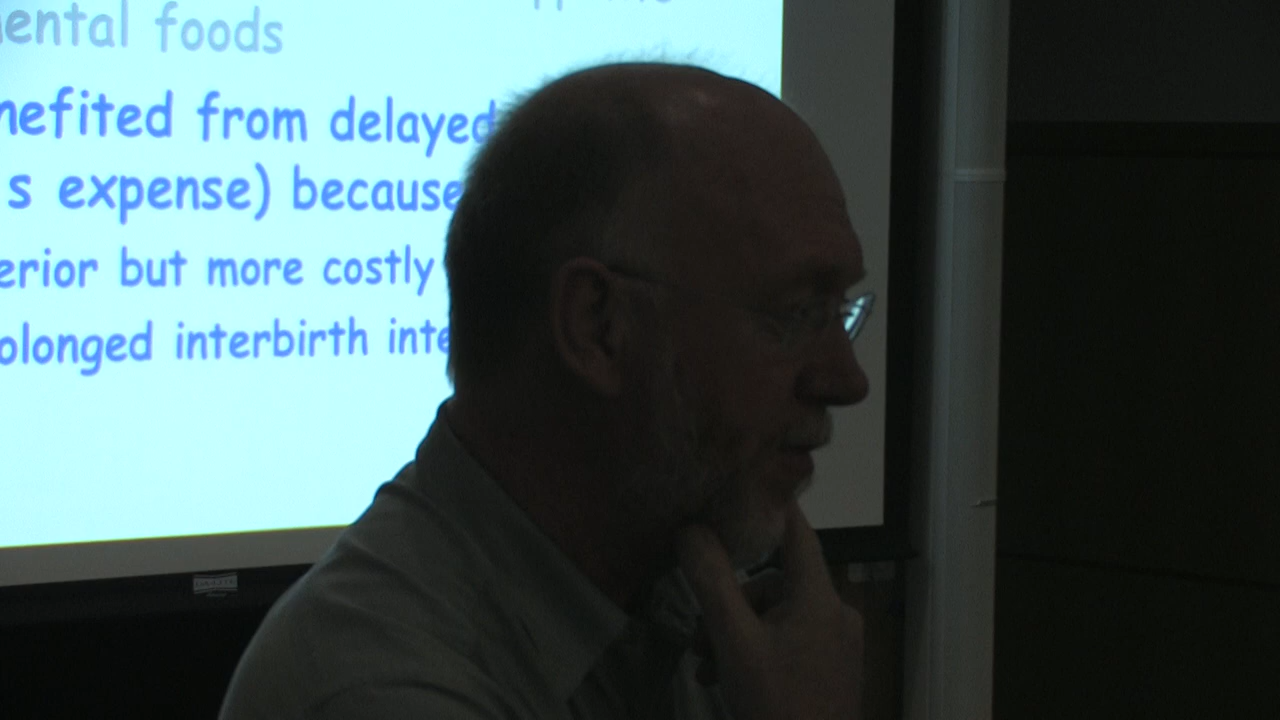 ental foods
nefited from delayed
s expense) because
erior but more costly
olonged interbirth inte